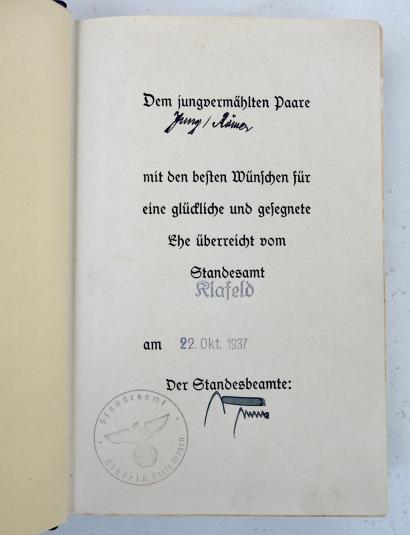 Dem jungvermählten Paare
Jung / Römer
mit den besten Wünschen für
eine glückliche und gesegnete
Ehe überreicht vom
Standesamt
Klafeld
am 22. Okt. 1937
Der Standesbeamte:
Standesamt
Klafeld, Kreis Siegen